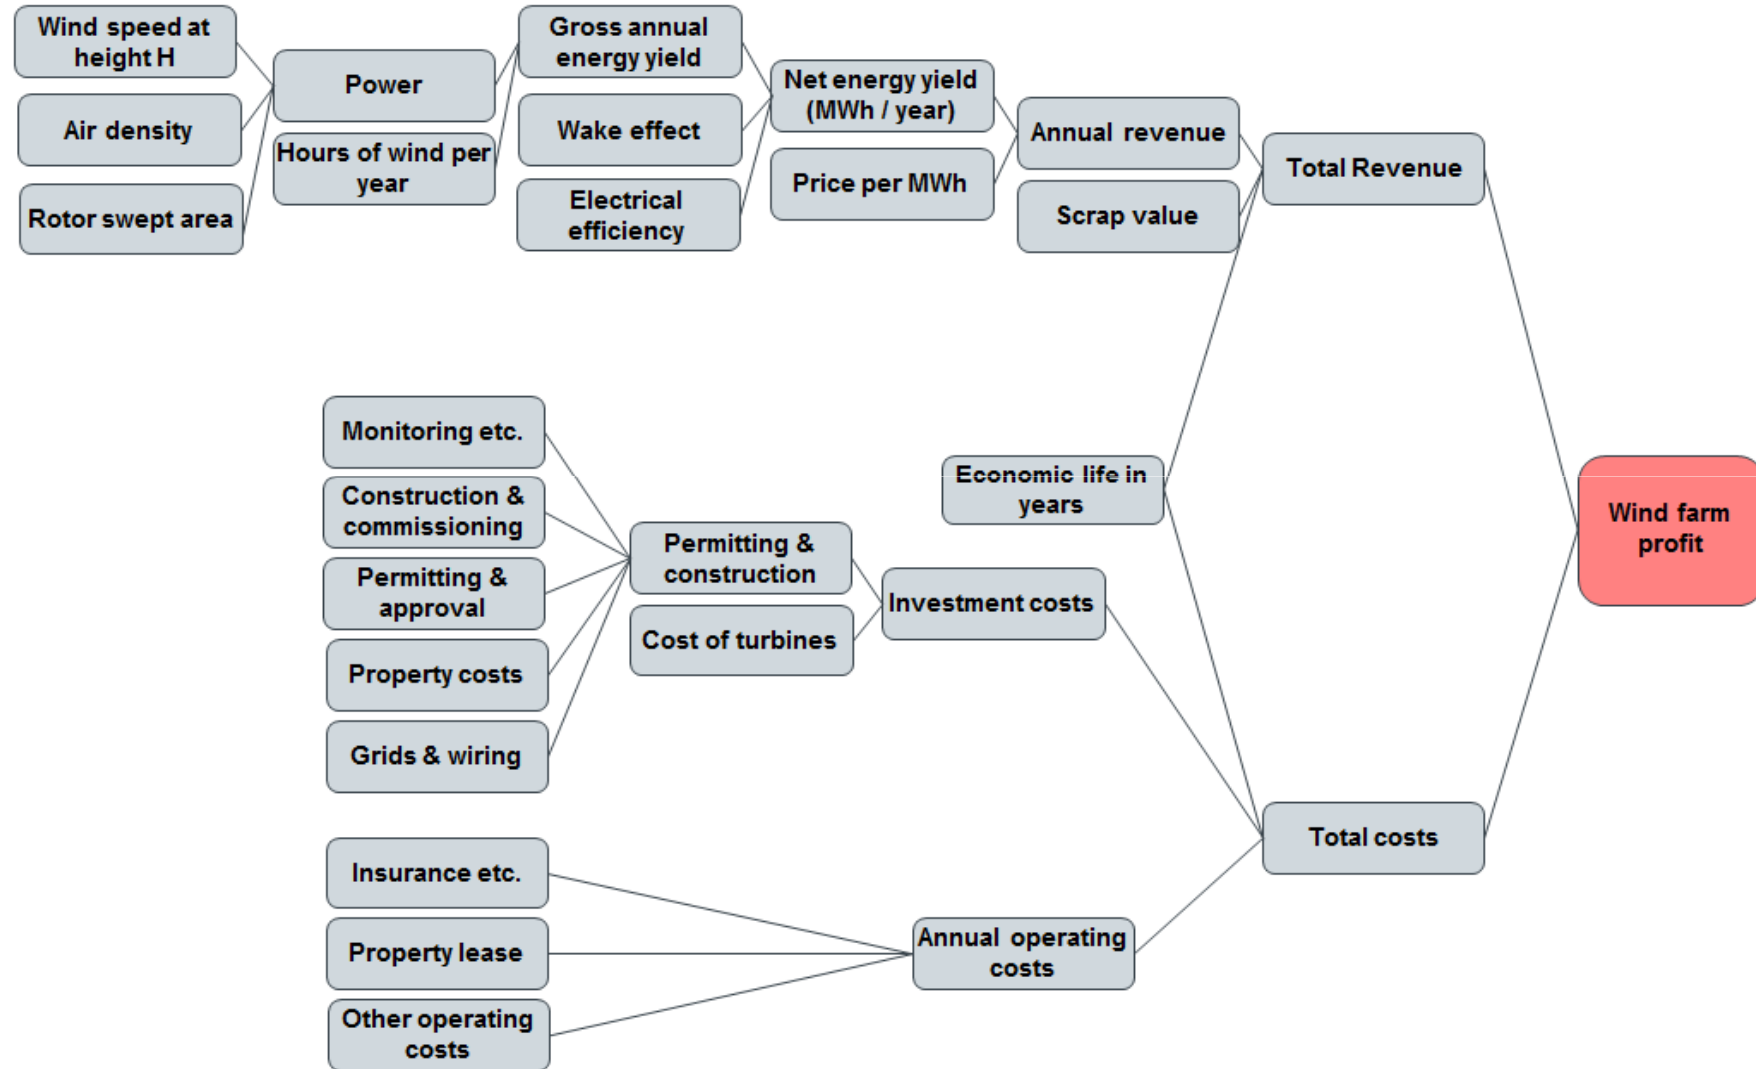 Wind speed at
height H
Air density
Rotor swept area
Power
Hours of wind per
year
Gross annual
energy yield
Wake effect
Electrical
efficiency
Net energy yield
(MWh / year)
Price per MWh
Annual revenue
Scrap value
Total Revenue
Monitoring etc.
Construction &
commissioning
Permitting &
approval
Property costs
Grids & wiring
Permitting &
construction
Cost of turbines
Investment costs
Economic life in
years
Wind farm
profit
Insurance etc.
Property lease
Other operating
costs
Annual operating
costs
Total costs